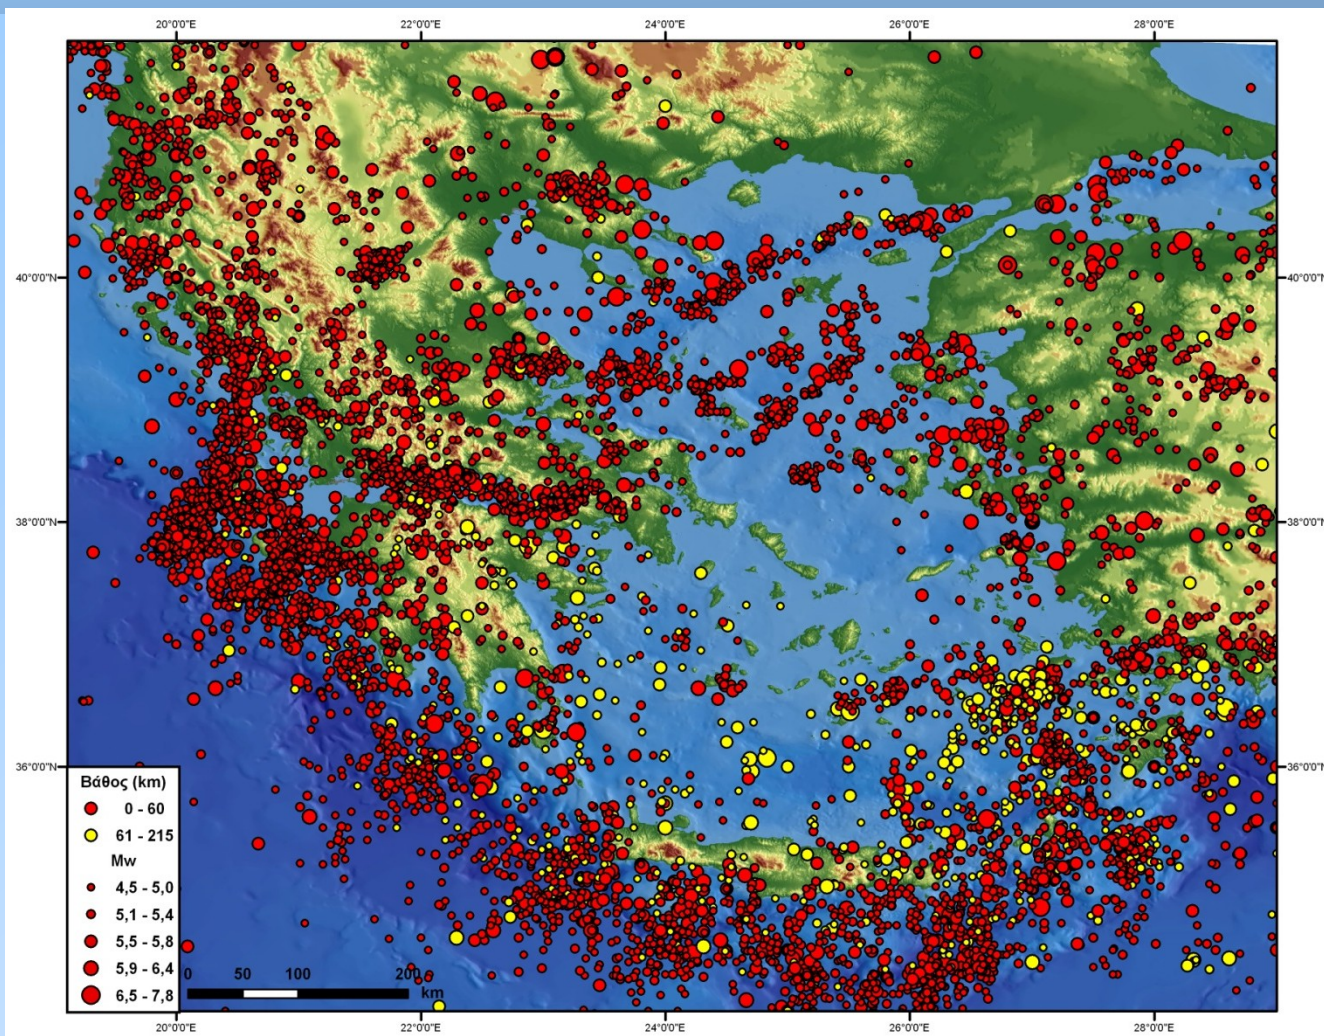 20°0'0"E 22°0'0"E 24°0'0"E 26°0'0"E 28°0'0"E
40°0'0"N 40°0'0"N
38°0'0"N 38°0'0"N
36°0'0"N 36°0'0"N
Βάθος (km)
0 - 60
61 - 215
Mw
4,5 - 5,0
5,1 - 5,4
5,5 - 5,8
5,9 - 6,4
6,5 - 7,8
0 50 100 200
km
20°0'0"E 22°0'0"E 24°0'0"E 26°0'0"E 28°0'0"E